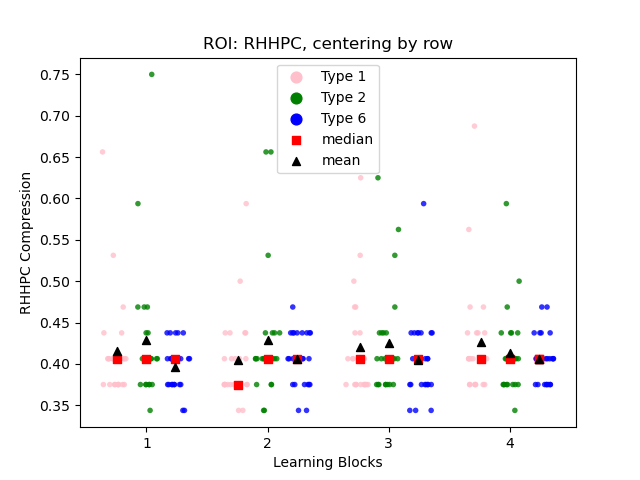 ROI: RHHPC, centering by row
0.75
0.70
0.65
0.60
0.55
0.50
0.45
0.40
0.35
RHHPC Compression
Type 1
Type 2
Type 6
median
mean
1 2 3 4
Learning Blocks